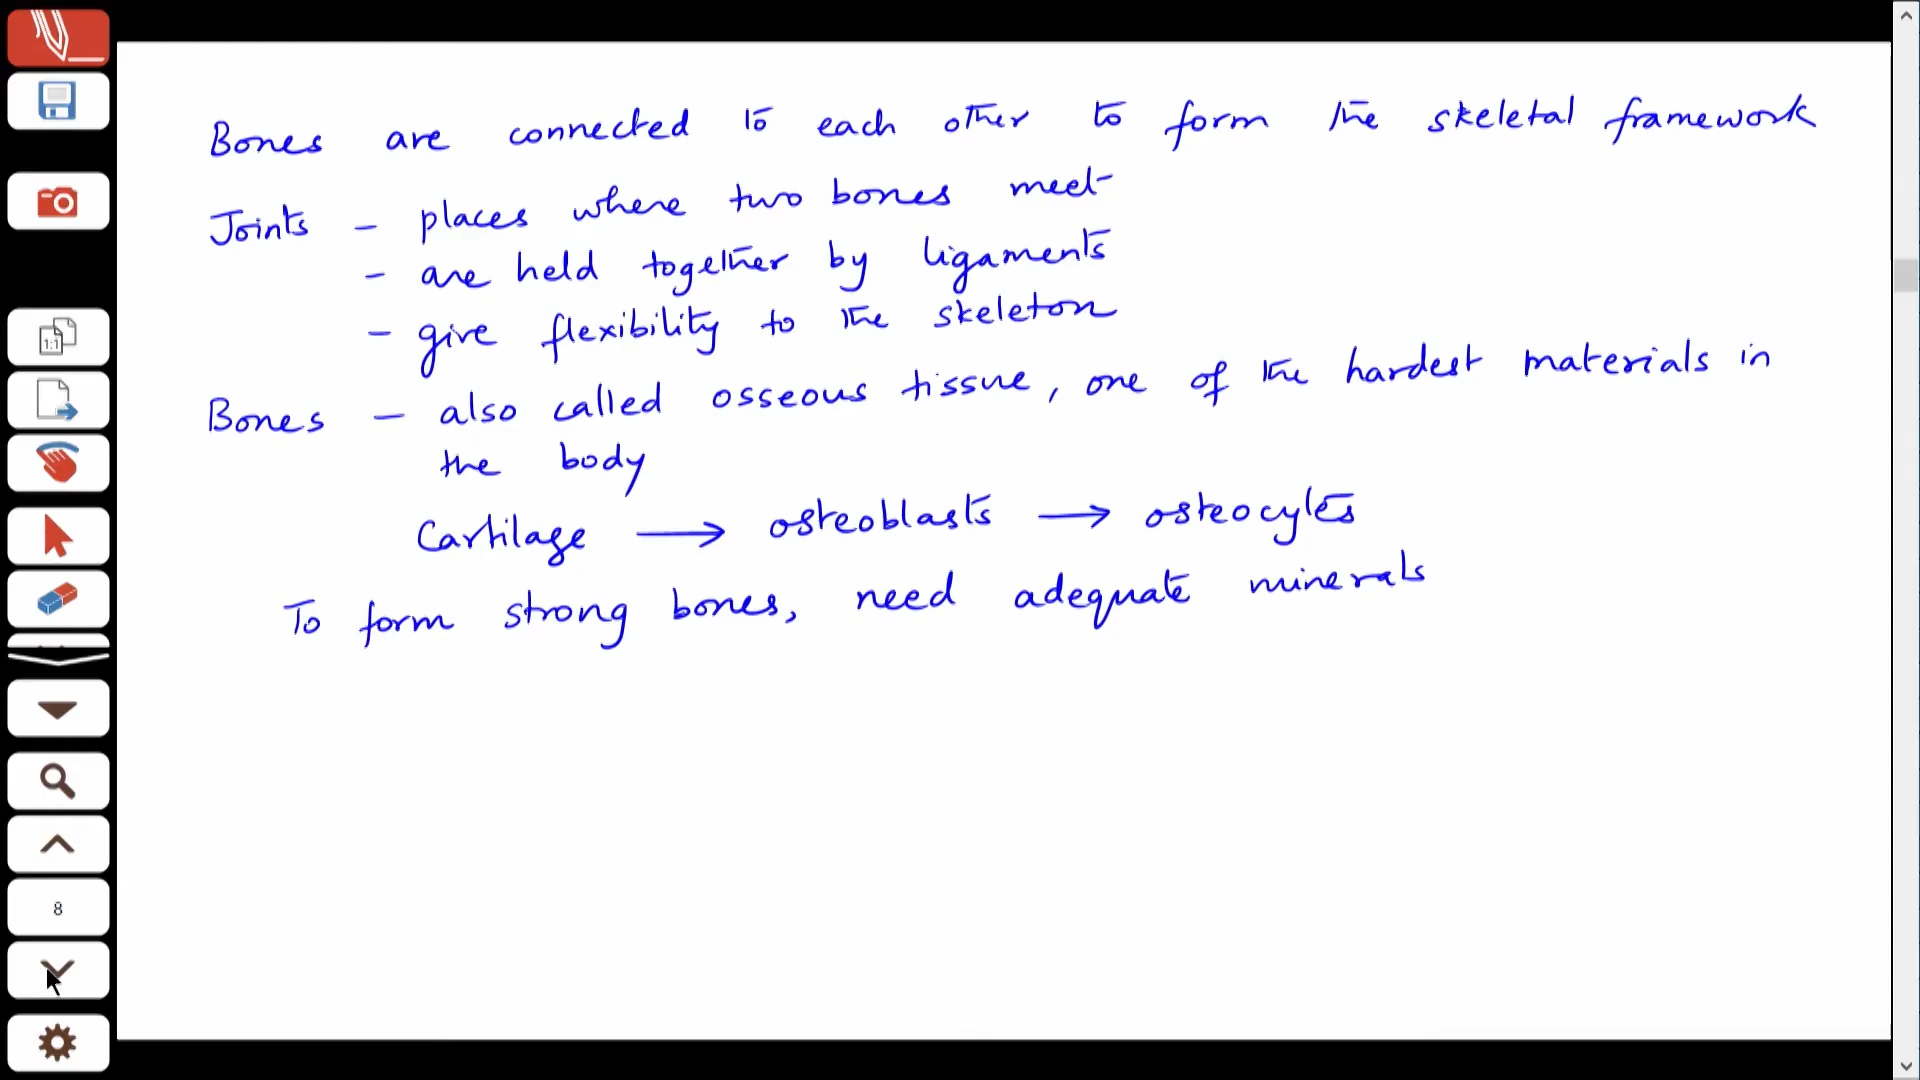 Bones are connected to each other to form the skeletal framework
Joints - places where two bones meet
- are held together by ligaments
- give flexibility to the skeleton
Bones - also called osseous tissue, one of the hardest materials in
the body
Cartilage → osteoblasts → osteocytes
To form strong bones, need adequate minerals
1:1
8